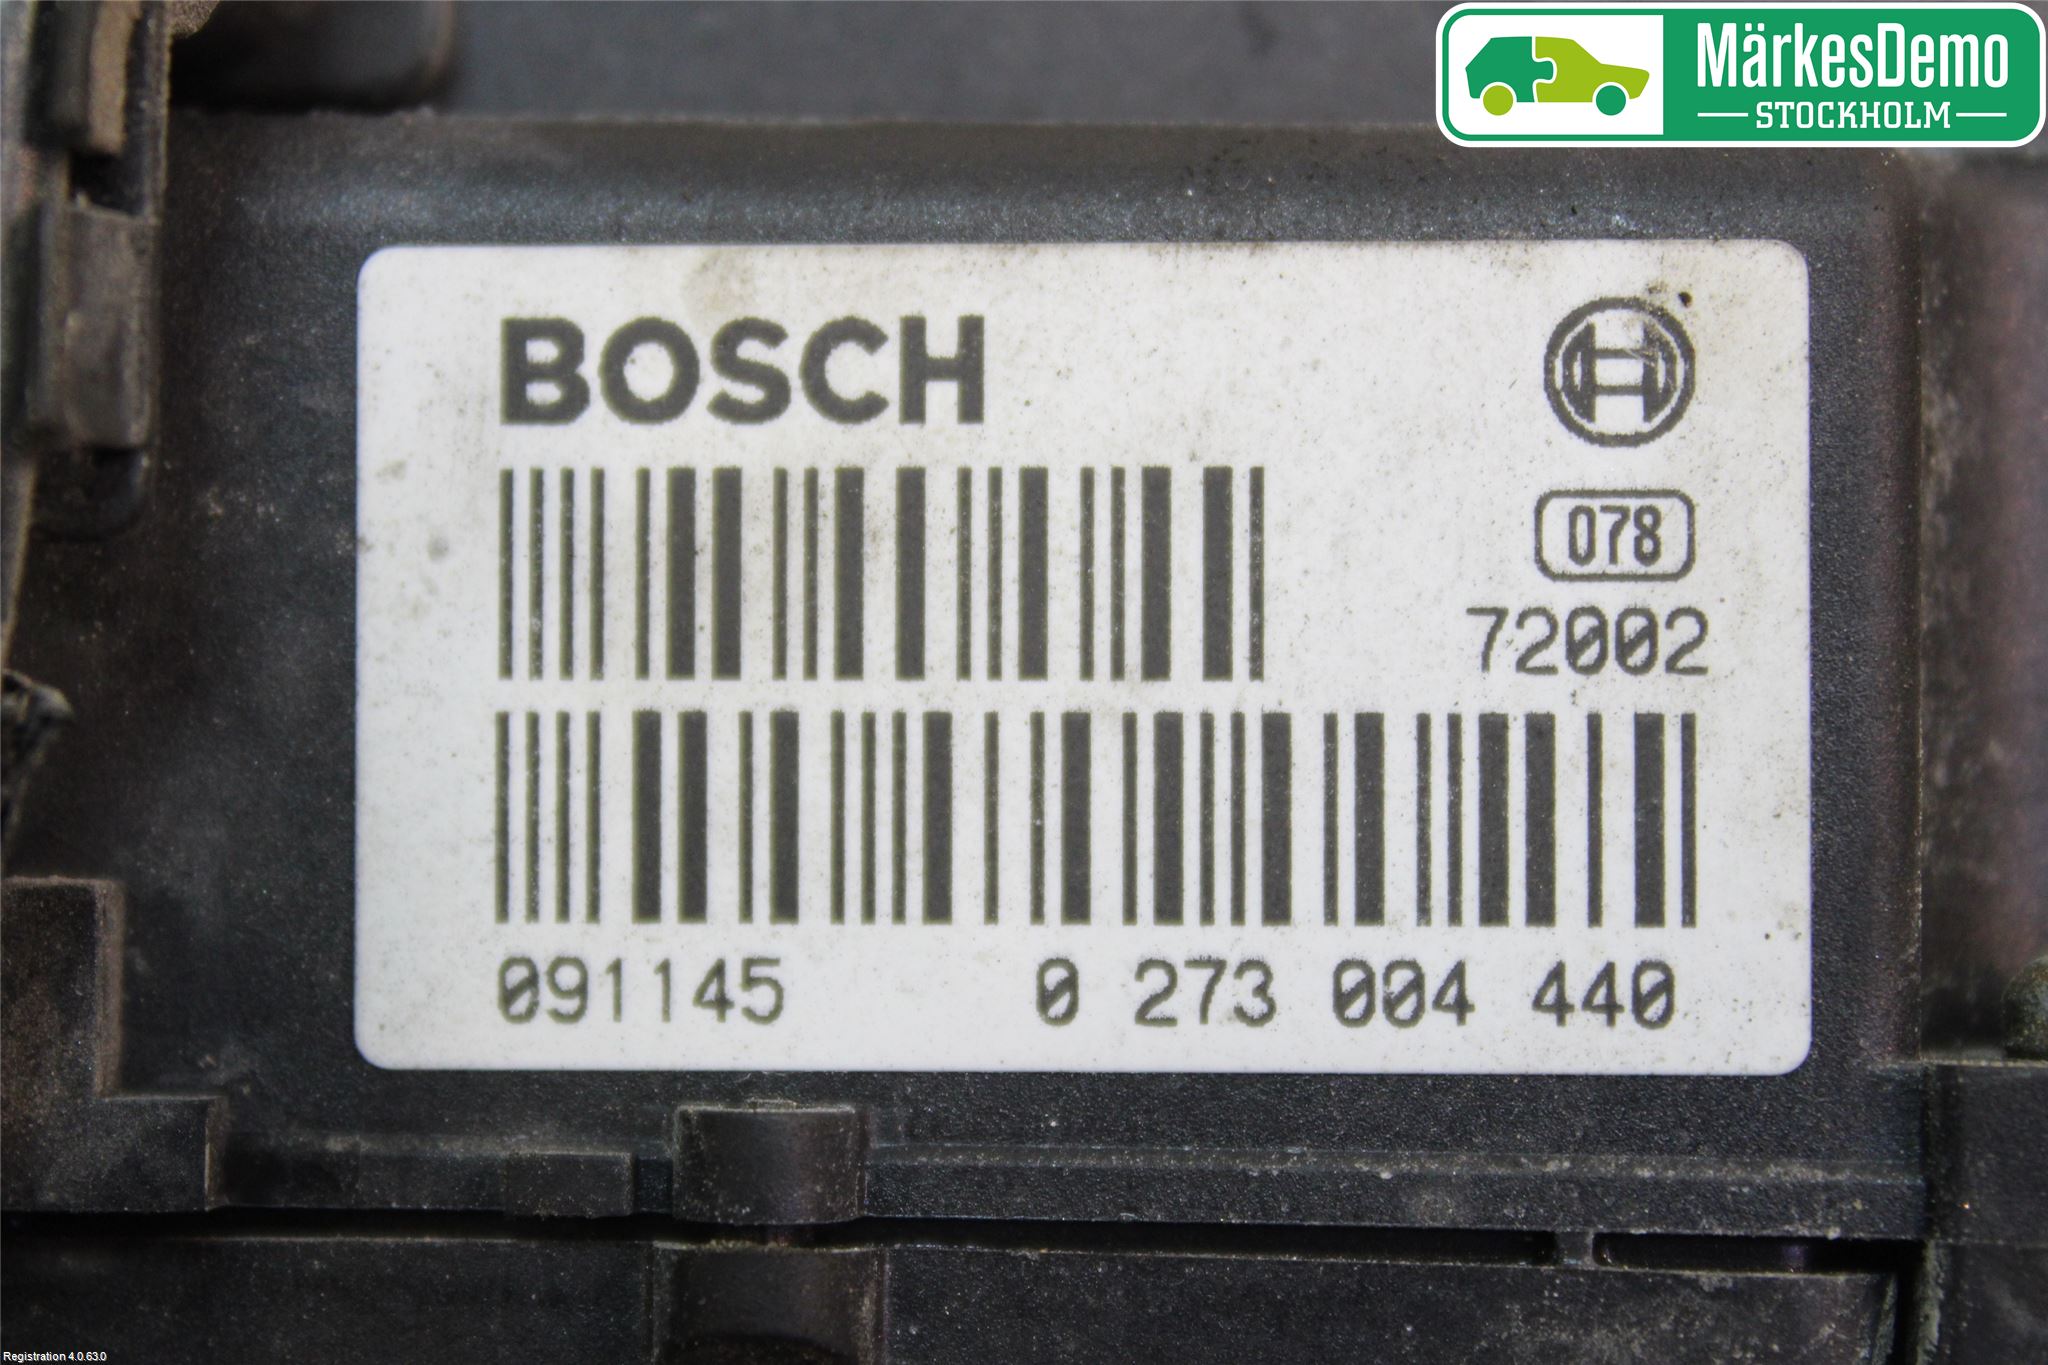 MärkesDemo
STOCKHOLM
BOSCH
078
72002
091145 0 273 004 440
Registration 4.0.63.0